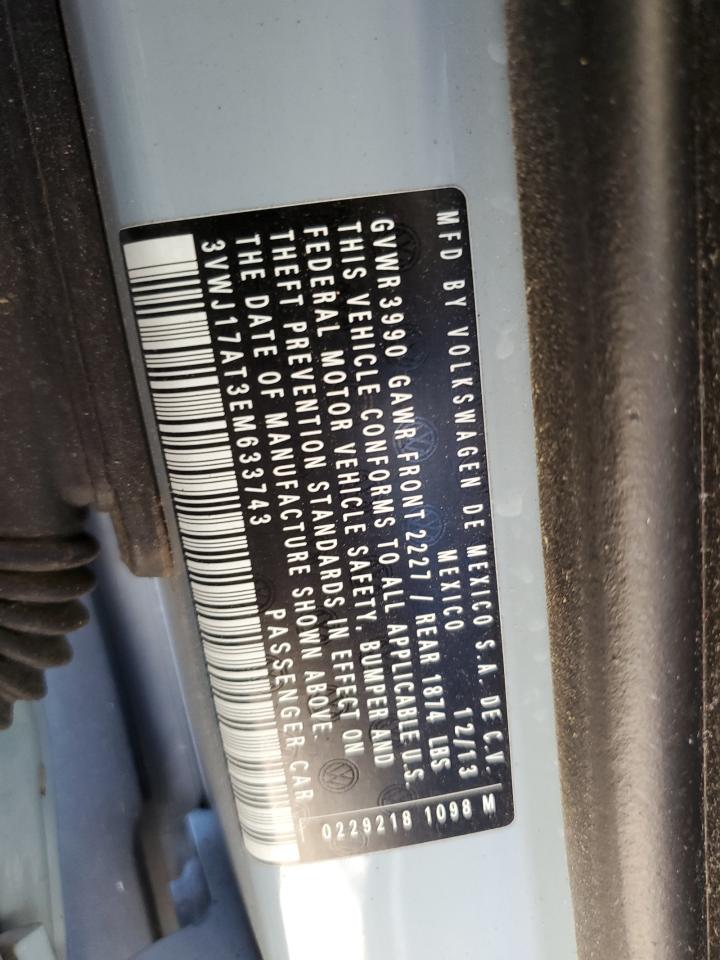 MFD BY VOLKSWAGEN DE MEXICO S.A. DE C.V.
MEXICO 12/13
GVWR 3990 GAWR FRONT 2227 / REAR 1874 LBS
THIS VEHICLE CONFORMS TO ALL APPLICABLE U.S.
FEDERAL MOTOR VEHICLE SAFETY, BUMPER AND
THEFT PREVENTION STANDARDS IN EFFECT ON
THE DATE OF MANUFACTURE SHOWN ABOVE.
3VWJ17AT3EM633743 PASSENGER CAR
0229218 1098 M